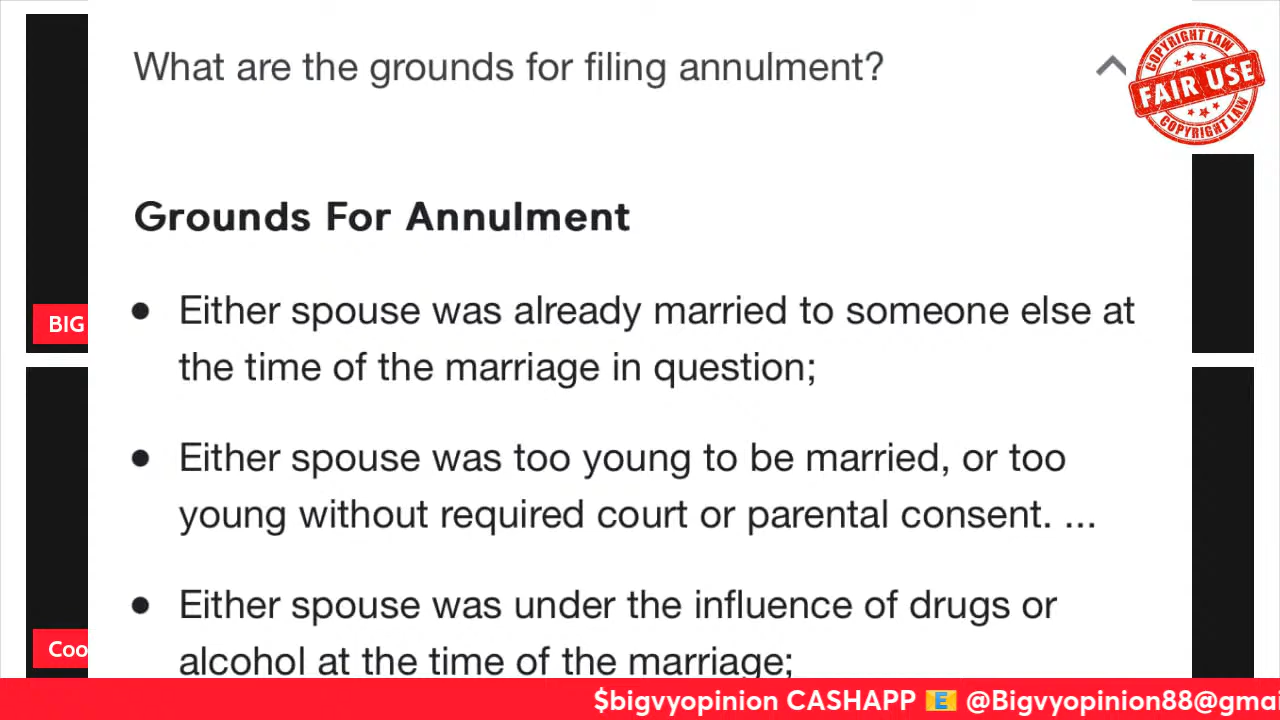 What are the grounds for filing annulment?
COPYRIGHT LAW
FAIR USE
COPYRIGHT LAW
Grounds For Annulment
• Either spouse was already married to someone else at
the time of the marriage in question;
BIG
• Either spouse was too young to be married, or too
young without required court or parental consent. ...
• Either spouse was under the influence of drugs or
alcohol at the time of the marriage;
Coo
$bigvyopinion CASHAPP 📧 @Bigvyopinion88@gmai